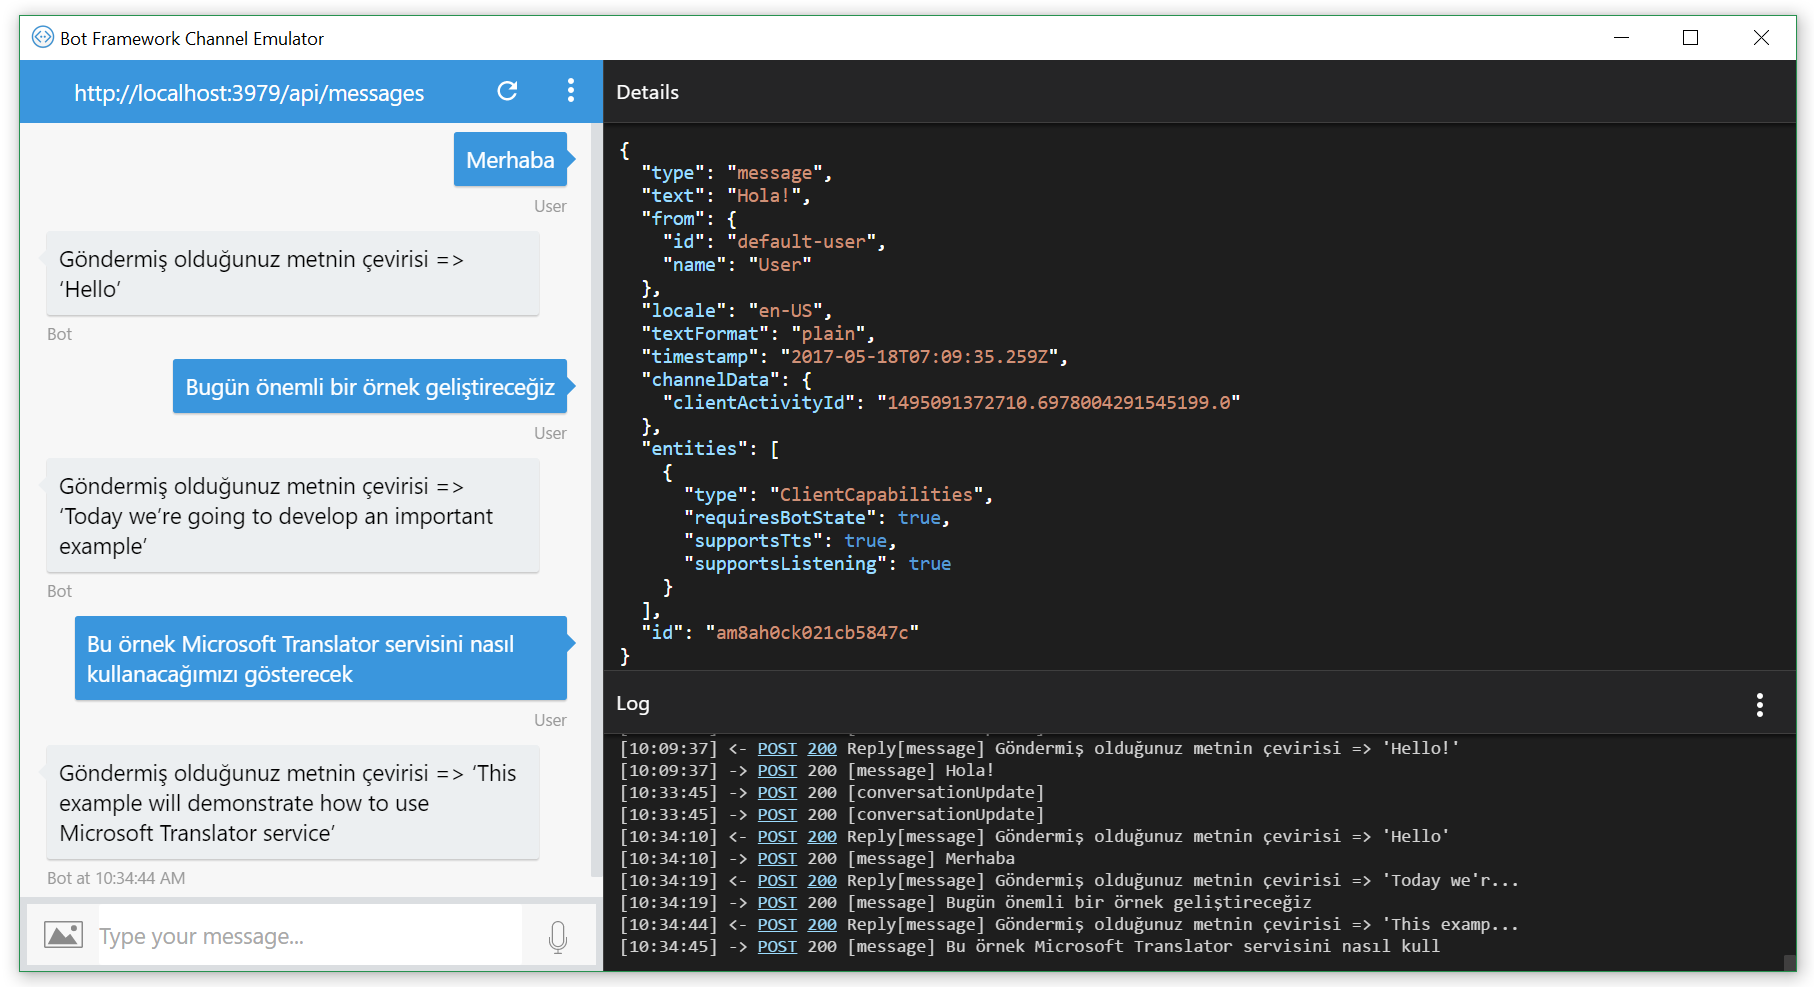 Bot Framework Channel Emulator
http://localhost:3979/api/messages
Merhaba
User
Göndermiş olduğunuz metnin çevirisi =>
‘Hello’
Bot
Bugün önemli bir örnek geliştireceğiz
User
Göndermiş olduğunuz metnin çevirisi =>
‘Today we’re going to develop an important
example’
Bot
Bu örnek Microsoft Translator servisini nasıl
kullanacağımızı gösterecek
User
Göndermiş olduğunuz metnin çevirisi => ‘This
example will demonstrate how to use
Microsoft Translator service’
Bot at 10:34:44 AM
Type your message...
Details
{
"type": "message",
"text": "Hola!",
"from": {
"id": "default-user",
"name": "User"
},
"locale": "en-US",
"textFormat": "plain",
"timestamp": "2017-05-18T07:09:35.259Z",
"channelData": {
"clientActivityId": "1495091372710.6978004291545199.0"
},
"entities": [
{
"type": "ClientCapabilities",
"requiresBotState": true,
"supportsTts": true,
"supportsListening": true
}
],
"id": "am8ah0ck021cb5847c"
}
Log
[10:09:37] <- POST 200 Reply[message] Göndermiş olduğunuz metnin çevirisi => 'Hello!'
[10:09:37] -> POST 200 [message] Hola!
[10:33:45] -> POST 200 [conversationUpdate]
[10:33:45] -> POST 200 [conversationUpdate]
[10:34:10] <- POST 200 Reply[message] Göndermiş olduğunuz metnin çevirisi => 'Hello'
[10:34:10] -> POST 200 [message] Merhaba
[10:34:19] <- POST 200 Reply[message] Göndermiş olduğunuz metnin çevirisi => 'Today we'r...
[10:34:19] -> POST 200 [message] Bugün önemli bir örnek geliştireceğiz
[10:34:44] <- POST 200 Reply[message] Göndermiş olduğunuz metnin çevirisi => 'This examp...
[10:34:45] -> POST 200 [message] Bu örnek Microsoft Translator servisini nasıl kull